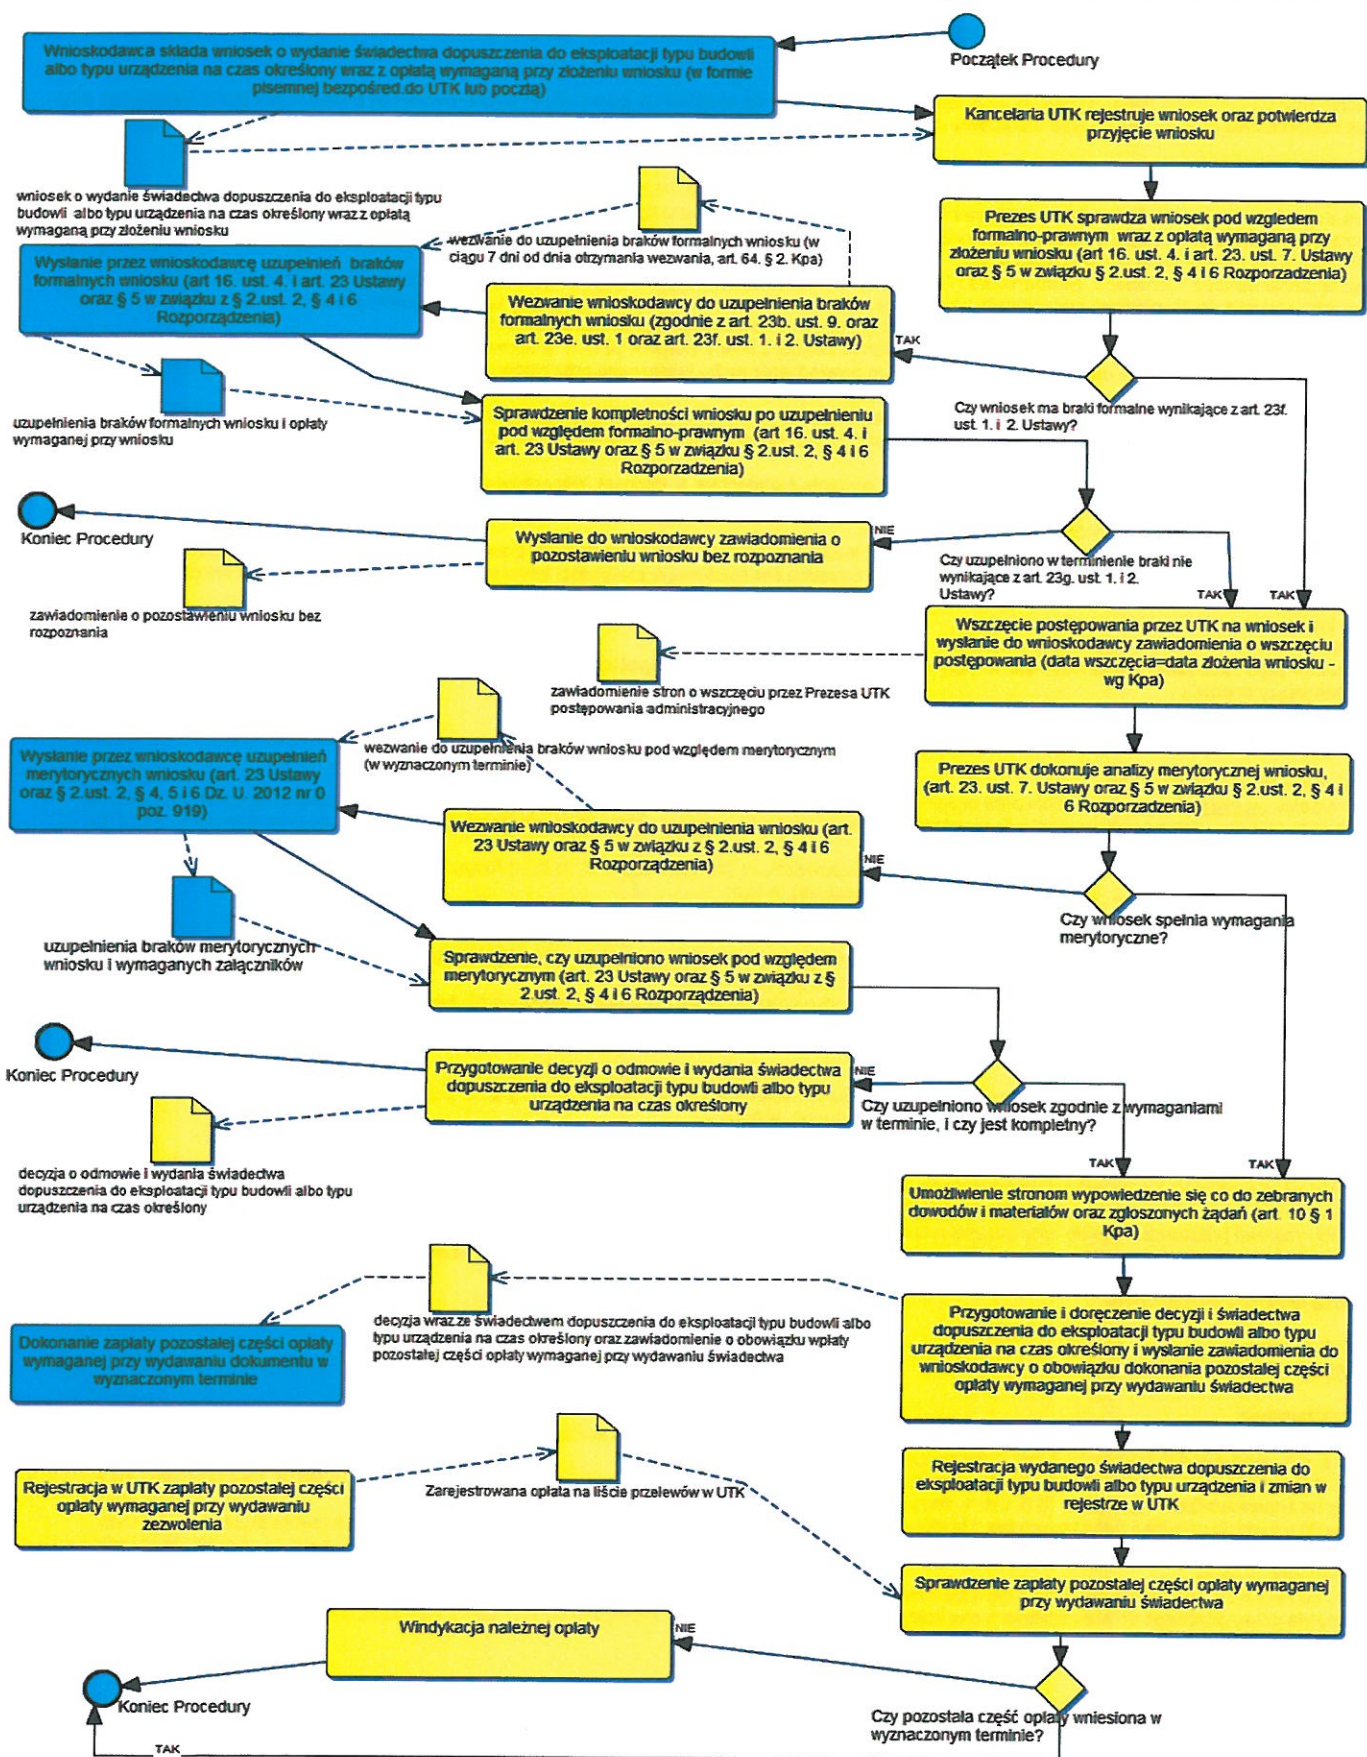 Początek Procedury
Wnioskodawca składa wniosek o wydanie świadectwa dopuszczenia do eksploatacji typu budowli
albo typu urządzenia na czas określony wraz z opłatą wymaganą przy złożeniu wniosku (w formie
pisemnej bezpośred.do UTK lub pocztą)
Kancelaria UTK rejestruje wniosek oraz potwierdza
przyjęcie wniosku
wniosek o wydanie świadectwa dopuszczenia do eksploatacji typu
budowli albo typu urządzenia na czas określony wraz z opłatą
wymaganą przy złożeniu wniosku
wezwanie do uzupełnienia braków formalnych wniosku (w
ciągu 7 dni od dnia otrzymania wezwania, art. 64. § 2. Kpa)
Prezes UTK sprawdza wniosek pod względem
formalno-prawnym wraz z opłatą wymaganą przy
złożeniu wniosku (art 16. ust. 4. i art. 23. ust. 7. Ustawy
oraz § 5 w związku § 2.ust. 2, § 4 i 6 Rozporzadzenia)
Wysłanie przez wnioskodawcę uzupełnień braków
formalnych wniosku (art 16. ust. 4. i art. 23 Ustawy
oraz § 5 w związku z § 2.ust. 2, § 4 i 6
Rozporządzenia)
Wezwanie wnioskodawcy do uzupełnienia braków
formalnych wniosku (zgodnie z art. 23b. ust. 9. oraz
art. 23e. ust. 1 oraz art. 23f. ust. 1. i 2. Ustawy)
TAK
Czy wniosek ma braki formalne wynikające z art. 23f.
ust. 1. i 2. Ustawy?
uzupełnienia braków formalnych wniosku i opłaty
wymaganej przy wniosku
Sprawdzenie kompletności wniosku po uzupełnieniu
pod względem formalno-prawnym (art 16. ust. 4. i
art. 23 Ustawy oraz § 5 w związku § 2.ust. 2, § 4 i 6
Rozporzadzenia)
Koniec Procedury
Wysłanie do wnioskodawcy zawiadomienia o
pozostawieniu wniosku bez rozpoznania
NIE
Czy uzupełniono w terminienie braki nie
wynikające z art. 23g. ust. 1. i 2.
Ustawy?
TAK
TAK
zawiadomienie o pozostawieniu wniosku bez
rozpoznania
Wszczęcie postępowania przez UTK na wniosek i
wysłanie do wnioskodawcy zawiadomienia o wszczęciu
postępowania (data wszczęcia=data złożenia wniosku -
wg Kpa)
zawiadomienie stron o wszczęciu przez Prezesa UTK
postępowania administracyjnego
wezwanie do uzupełnienia braków wniosku pod względem merytorycznym
(w wyznaczonym terminie)
Wysłanie przez wnioskodawcę uzupełnień
merytorycznych wniosku (art. 23 Ustawy
oraz § 2.ust. 2, § 4, 5 i 6 Dz. U. 2012 nr 0
poz. 919)
Prezes UTK dokonuje analizy merytorycznej wniosku,
(art. 23. ust. 7. Ustawy oraz § 5 w związku § 2.ust. 2, § 4 i
6 Rozporzadzenia)
Wezwanie wnioskodawcy do uzupełnienia wniosku (art.
23 Ustawy oraz § 5 w związku z § 2.ust. 2, § 4 i 6
Rozporządzenia)
NIE
Czy wniosek spełnia wymagania
merytoryczne?
uzupełnienia braków merytorycznych
wniosku i wymaganych załączników
Sprawdzenie, czy uzupełniono wniosek pod względem
merytorycznym (art. 23 Ustawy oraz § 5 w związku z §
2.ust. 2, § 4 i 6 Rozporządzenia)
Koniec Procedury
Przygotowanie decyzji o odmowie i wydania świadectwa
dopuszczenia do eksploatacji typu budowli albo typu
urządzenia na czas określony
NIE
Czy uzupełniono wniosek zgodnie z wymaganiami
w terminie, i czy jest kompletny?
TAK
TAK
decyzja o odmowie i wydania świadectwa
dopuszczenia do eksploatacji typu budowli albo typu
urządzenia na czas określony
Umożliwienie stronom wypowiedzenie się co do zebranych
dowodów i materiałów oraz zgłoszonych żądań (art. 10 § 1
Kpa)
decyzja wraz ze świadectwem dopuszczenia do eksploatacji typu budowli albo
typu urządzenia na czas określony oraz zawiadomienie o obowiązku wpłaty
pozostałej części opłaty wymaganej przy wydawaniu świadectwa
Przygotowanie i doręczenie decyzji i świadectwa
dopuszczenia do eksploatacji typu budowli albo typu
urządzenia na czas określony i wysłanie zawiadomienia do
wnioskodawcy o obowiązku dokonania pozostałej części
opłaty wymaganej przy wydawaniu świadectwa
Dokonanie zapłaty pozostałej części opłaty
wymaganej przy wydawaniu dokumentu w
wyznaczonym terminie
Rejestracja w UTK zapłaty pozostałej części
opłaty wymaganej przy wydawaniu
zezwolenia
Zarejestrowana opłata na liście przelewów w UTK
Rejestracja wydanego świadectwa dopuszczenia do
eksploatacji typu budowli albo typu urządzenia i zmian w
rejestrze w UTK
Sprawdzenie zapłaty pozostałej części opłaty wymaganej
przy wydawaniu świadectwa
Windykacja należnej opłaty
NIE
Koniec Procedury
Czy pozostała część opłaty wniesiona w
wyznaczonym terminie?
TAK